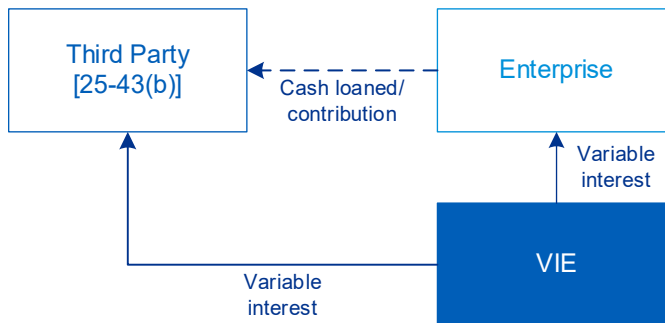 Third Party
[25-43(b)]
Cash loaned/
contribution
Enterprise
Variable
interest
Variable
interest
VIE